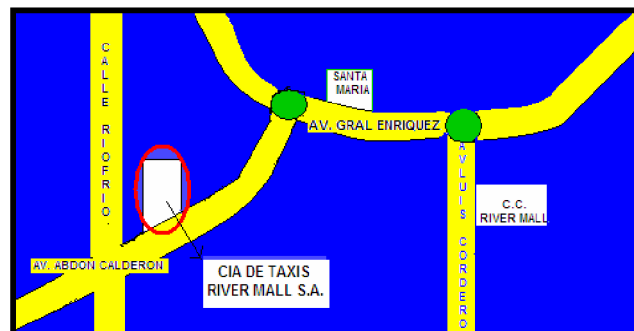 CALLE RIOFRIO.
SANTA
MARIA
AV. GRAL ENRIQUEZ
AV.LUIS CORDERO
C.C.
RIVER MALL
AV. ABDON CALDERON
CIA DE TAXIS
RIVER MALL S.A.